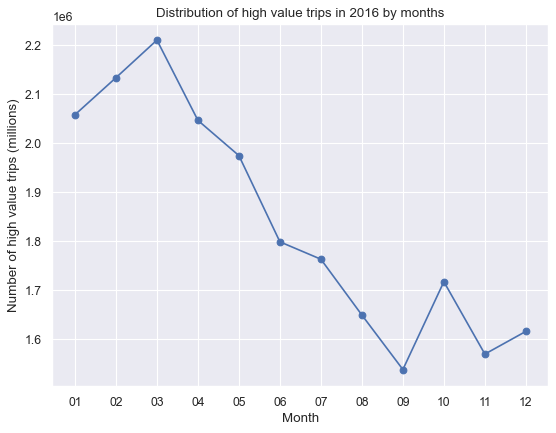 Distribution of high value trips in 2016 by months
1e6
2.2
2.1
2.0
1.9
1.8
1.7
1.6
Number of high value trips (millions)
01 02 03 04 05 06 07 08 09 10 11 12
Month